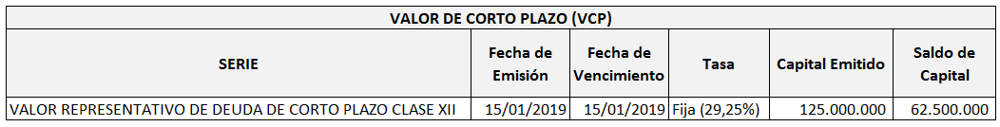 VALOR DE CORTO PLAZO (VCP)
SERIE
Fecha de
Emisión
Fecha de
Vencimiento
Tasa
Capital Emitido
Saldo de
Capital
VALOR REPRESENTATIVO DE DEUDA DE CORTO PLAZO CLASE XII 15/01/2019 15/01/2019 Fija (29,25%) 125.000.000 62.500.000